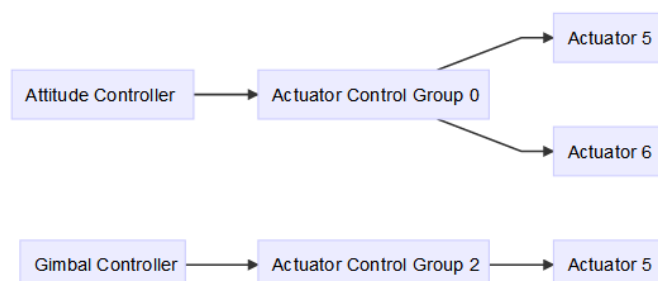 Actuator 5
Attitude Controller
Actuator Control Group 0
Actuator 6
Gimbal Controller
Actuator Control Group 2
Actuator 5